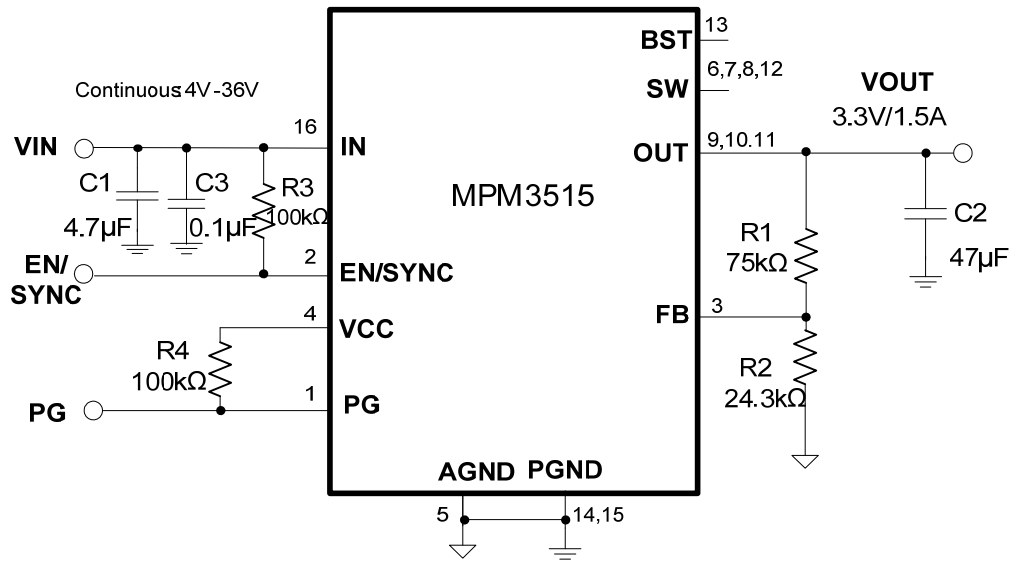 Continuous:4V-36V
VIN
C1
4.7µF
C3
0.1µF
R3
100kΩ
EN/
SYNC
R4
100kΩ
PG
16
IN
2
EN/SYNC
4
VCC
1
PG
MPM3515
BST
13
SW
6,7,8,12
OUT
9,10.11
FB
3
AGND
PGND
5
14,15
VOUT
3.3V/1.5A
R1
75kΩ
C2
47µF
R2
24.3kΩ